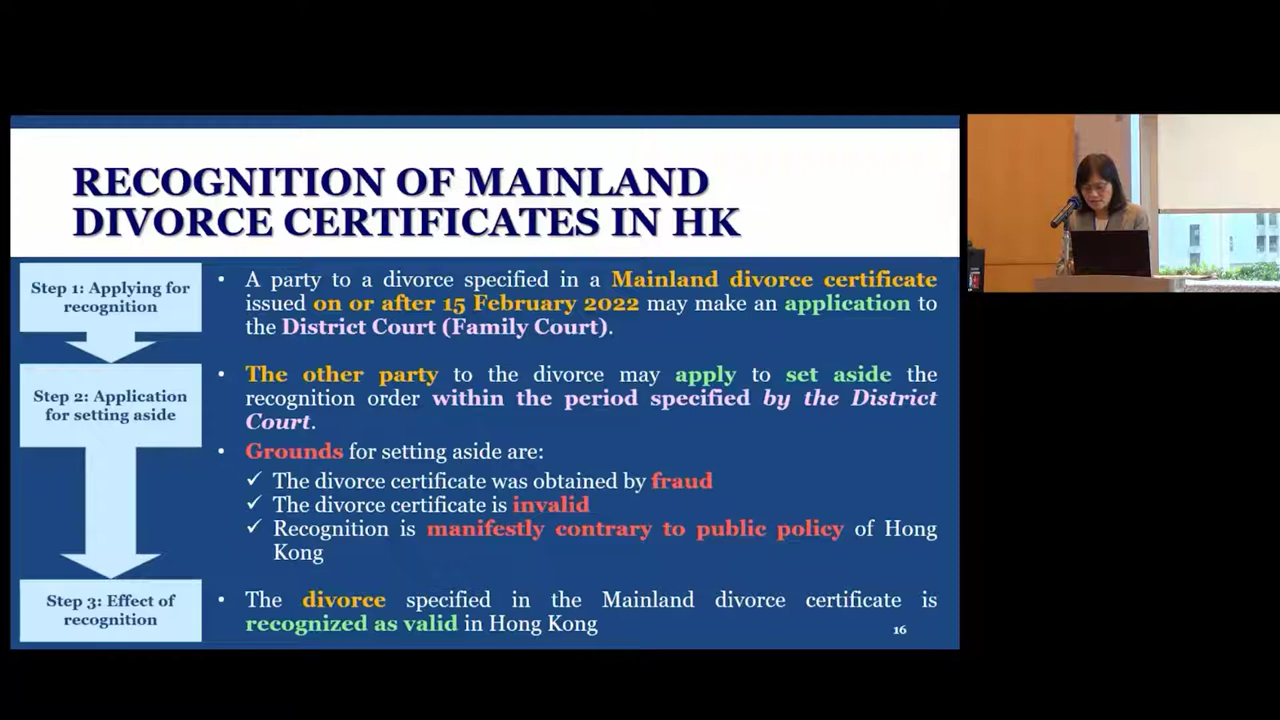 RECOGNITION OF MAINLAND
DIVORCE CERTIFICATES IN HK
Step 1: Applying for
recognition
• A party to a divorce specified in a Mainland divorce certificate
issued on or after 15 February 2022 may make an application to
the District Court (Family Court).
Step 2: Application
for setting aside
• The other party to the divorce may apply to set aside the
recognition order within the period specified by the District
Court.
• Grounds for setting aside are:
✓ The divorce certificate was obtained by fraud
✓ The divorce certificate is invalid
✓ Recognition is manifestly contrary to public policy of Hong
Kong
Step 3: Effect of
recognition
• The divorce specified in the Mainland divorce certificate is
recognized as valid in Hong Kong
16